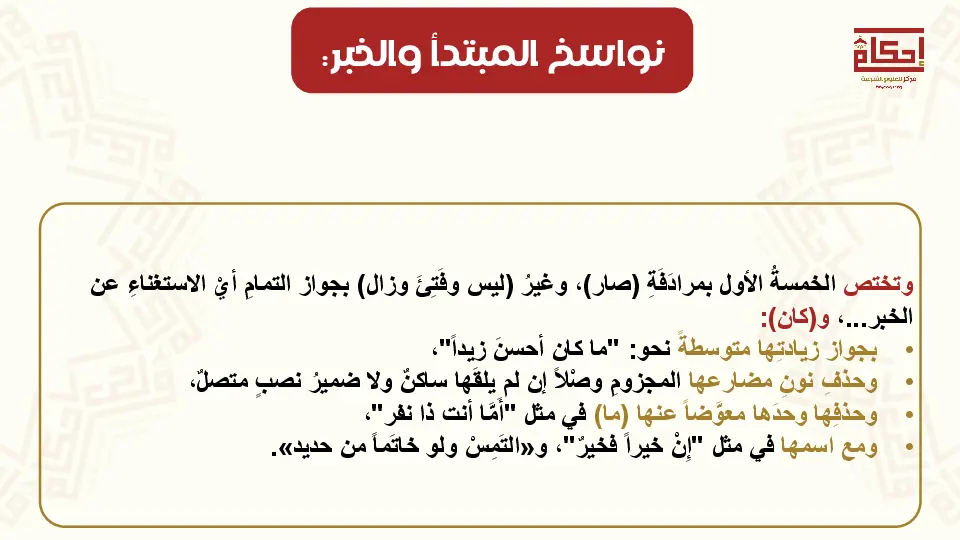 نواسخ المبتدأ والخبر:
إحكام
مركز للعلوم الشرعية
وتختص الخمسةُ الأول بمرادَفَةِ (صار)، وغيرُ (ليس وفَتِئَ وزال) بجواز التمامِ أيْ الاستغناءِ عن
الخبر...، و(كان):
• بجواز زيادتِها متوسطةً نحو: "ما كان أحسنَ زيداً"،
• وحذفِ نونِ مضارعها المجزومِ وصْلاً إن لم يلقَها ساكنٌ ولا ضميرُ نصبٍ متصلٌ،
• وحذفِها وحدَها معوَّضاً عنها (ما) في مثل "أَمَّا أنت ذا نفر"،
• ومع اسمها في مثل "إِنْ خيراً فخيرٌ"، و«التَمِسْ ولو خاتَماً من حديد».